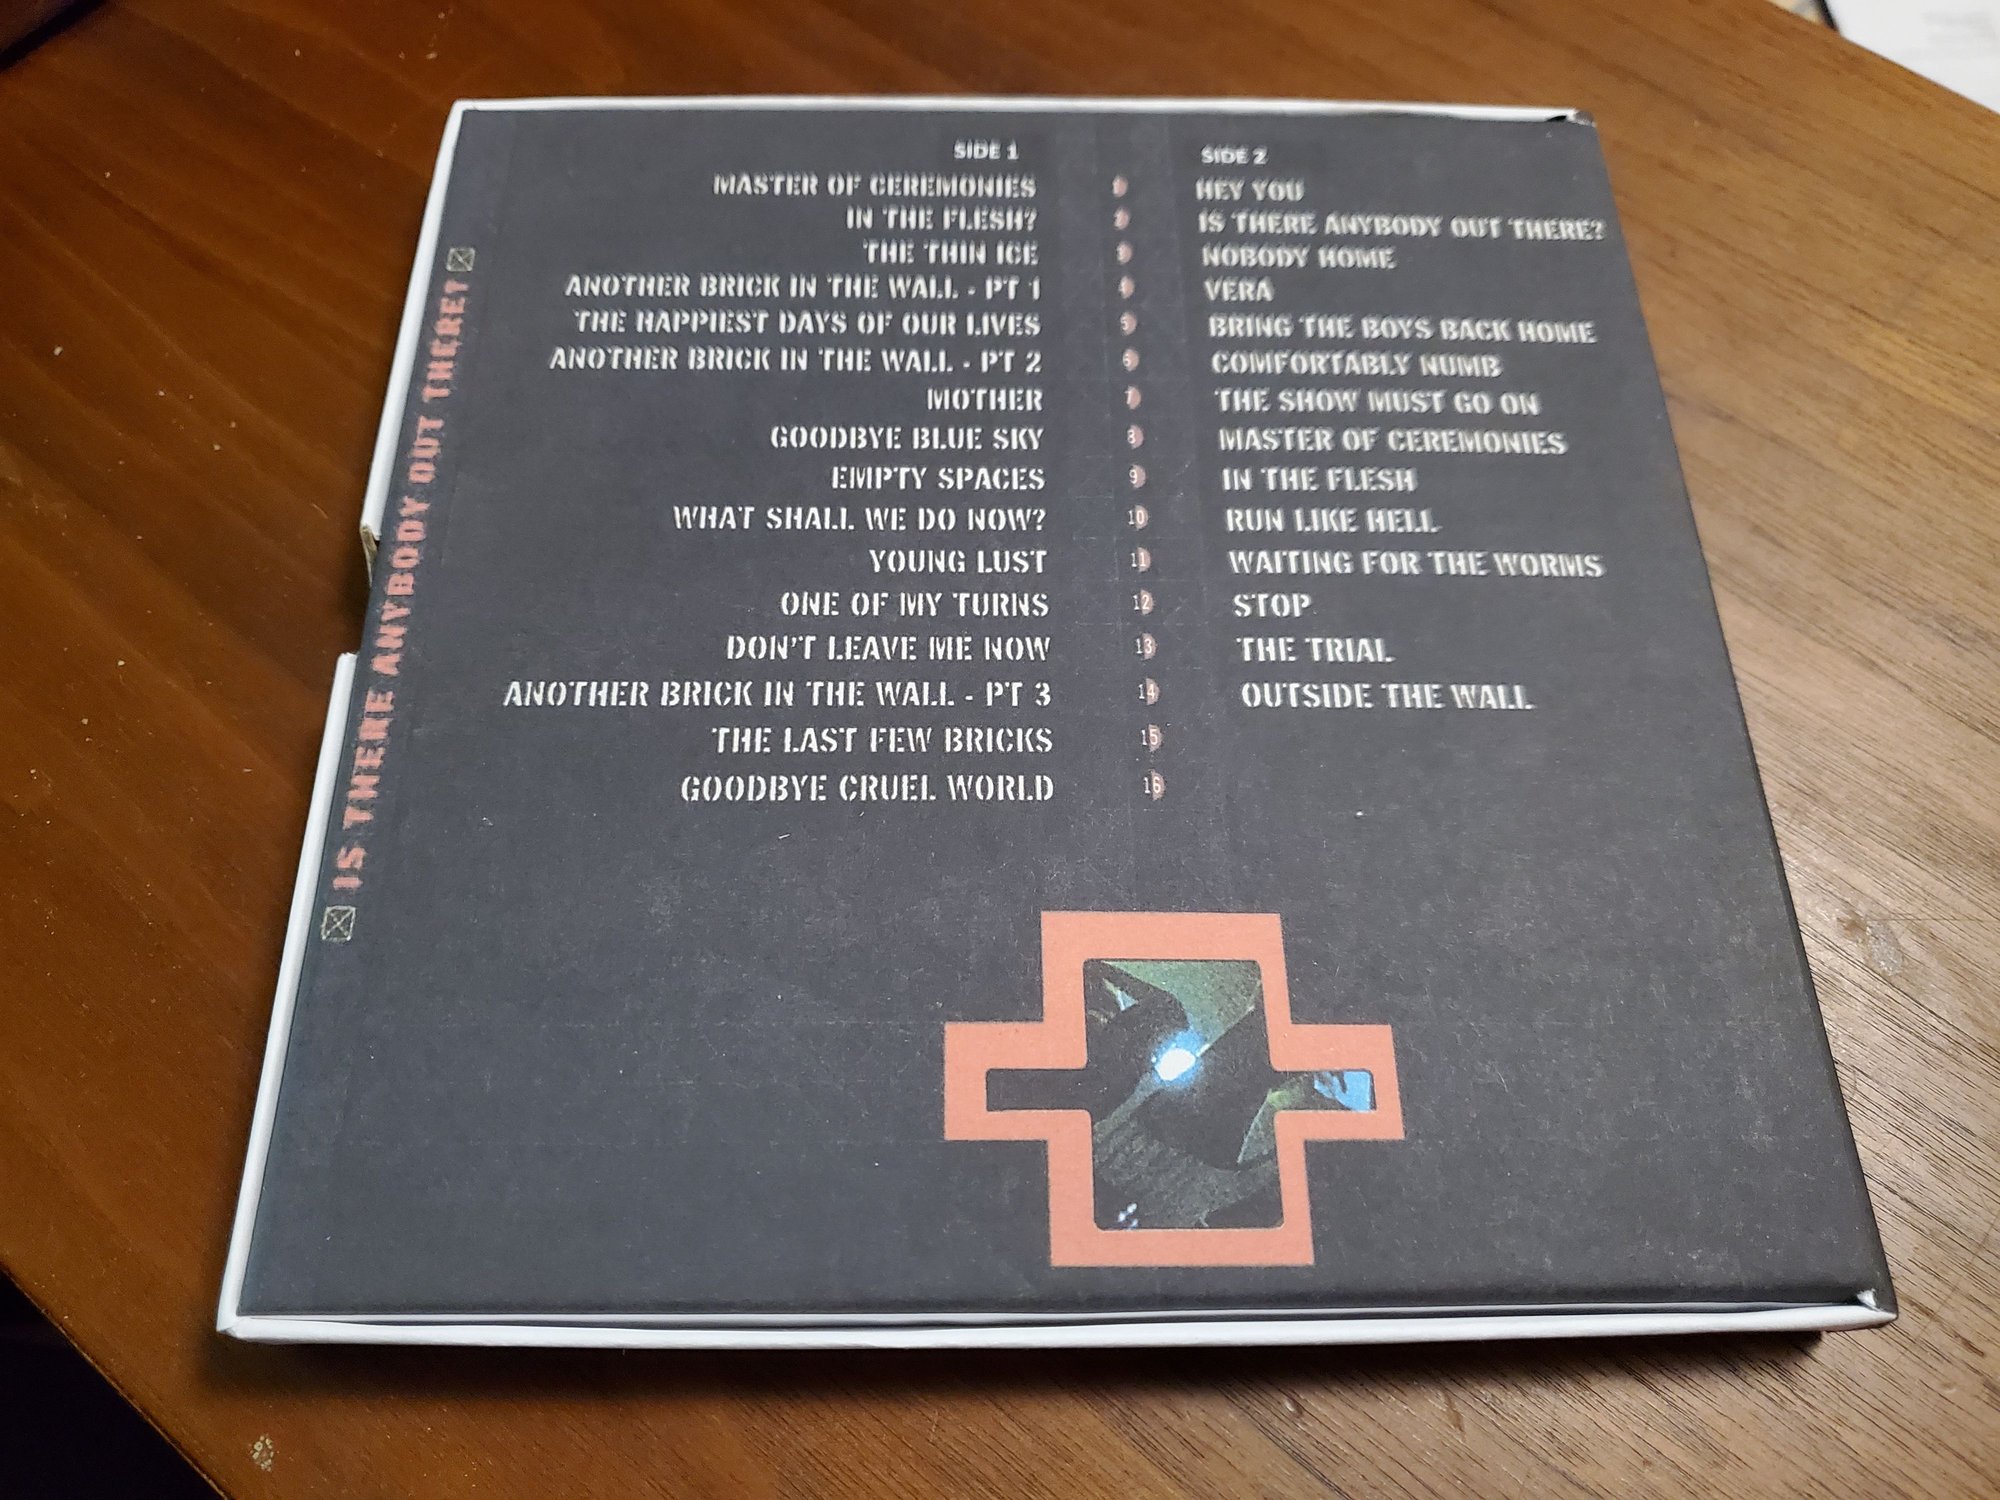 IS THERE ANYBODY OUT THERE?
SIDE 1
MASTER OF CEREMONIES
IN THE FLESH?
THE THIN ICE
ANOTHER BRICK IN THE WALL - PT 1
THE HAPPIEST DAYS OF OUR LIVES
ANOTHER BRICK IN THE WALL - PT 2
MOTHER
GOODBYE BLUE SKY
EMPTY SPACES
WHAT SHALL WE DO NOW?
YOUNG LUST
ONE OF MY TURNS
DON'T LEAVE ME NOW
ANOTHER BRICK IN THE WALL - PT 3
THE LAST FEW BRICKS
GOODBYE CRUEL WORLD
1
2
3
4
5
6
7
8
9
10
11
12
13
14
15
16
SIDE 2
HEY YOU
IS THERE ANYBODY OUT THERE?
NOBODY HOME
VERA
BRING THE BOYS BACK HOME
COMFORTABLY NUMB
THE SHOW MUST GO ON
MASTER OF CEREMONIES
IN THE FLESH
RUN LIKE HELL
WAITING FOR THE WORMS
STOP
THE TRIAL
OUTSIDE THE WALL